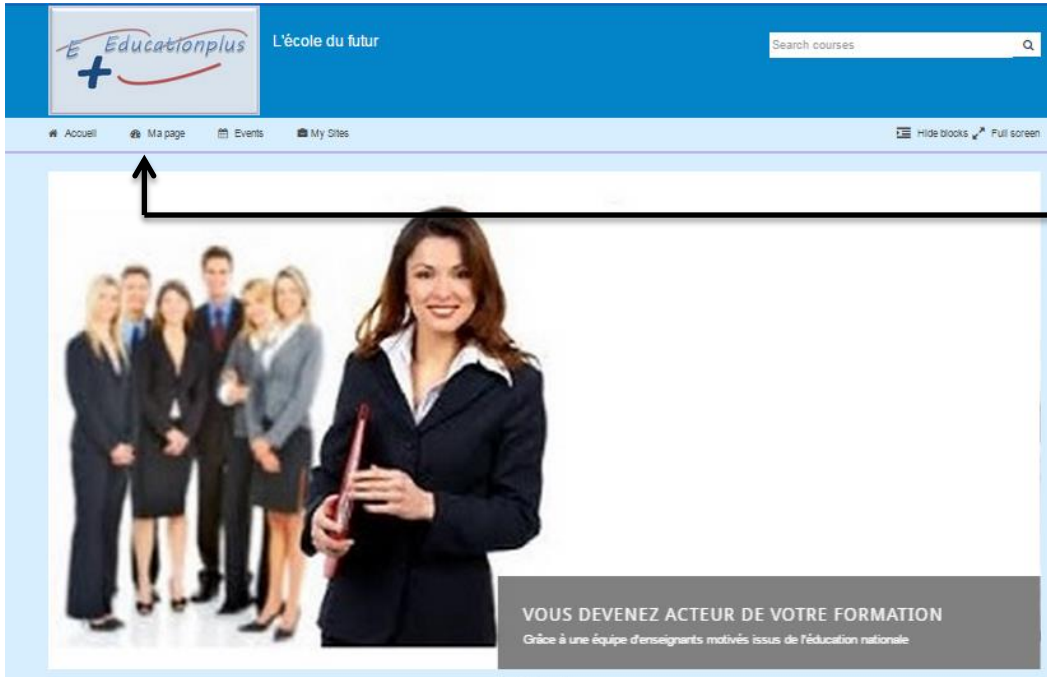 E Educationplus
L'école du futur
Search courses
Accueil Ma page Events My Sites Hide blocks Full screen
VOUS DEVENEZ ACTEUR DE VOTRE FORMATION
Grâce à une équipe d'enseignants motivés issus de l'éducation nationale